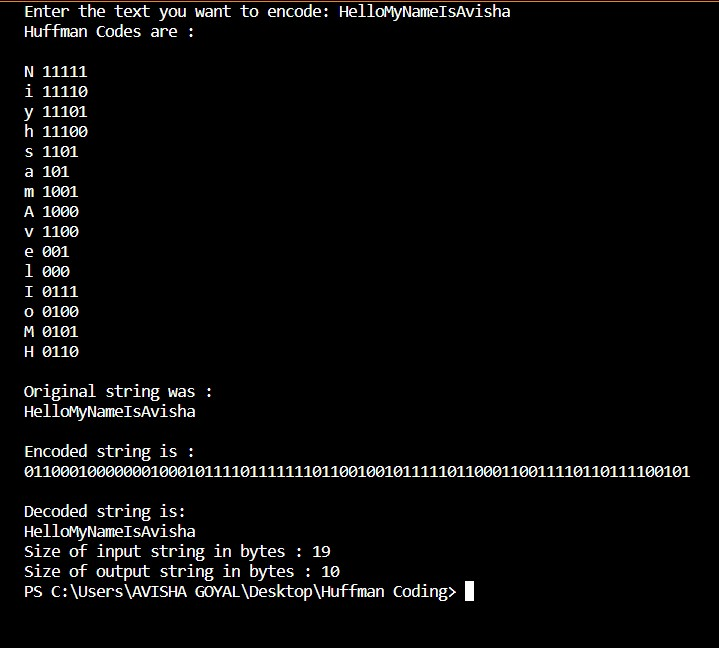 Enter the text you want to encode: HelloMyNameIsAvisha
Huffman Codes are :
N 11111
i 11110
y 11101
h 11100
s 1101
a 101
m 1001
A 1000
v 1100
e 001
l 000
I 0111
o 0100
M 0101
H 0110
Original string was :
HelloMyNameIsAvisha
Encoded string is :
01100010000000100010111101111111011001001011111011000110011110110111100101
Decoded string is:
HelloMyNameIsAvisha
Size of input string in bytes : 19
Size of output string in bytes : 10
PS C:\Users\AVISHA GOYAL\Desktop\Huffman Coding>